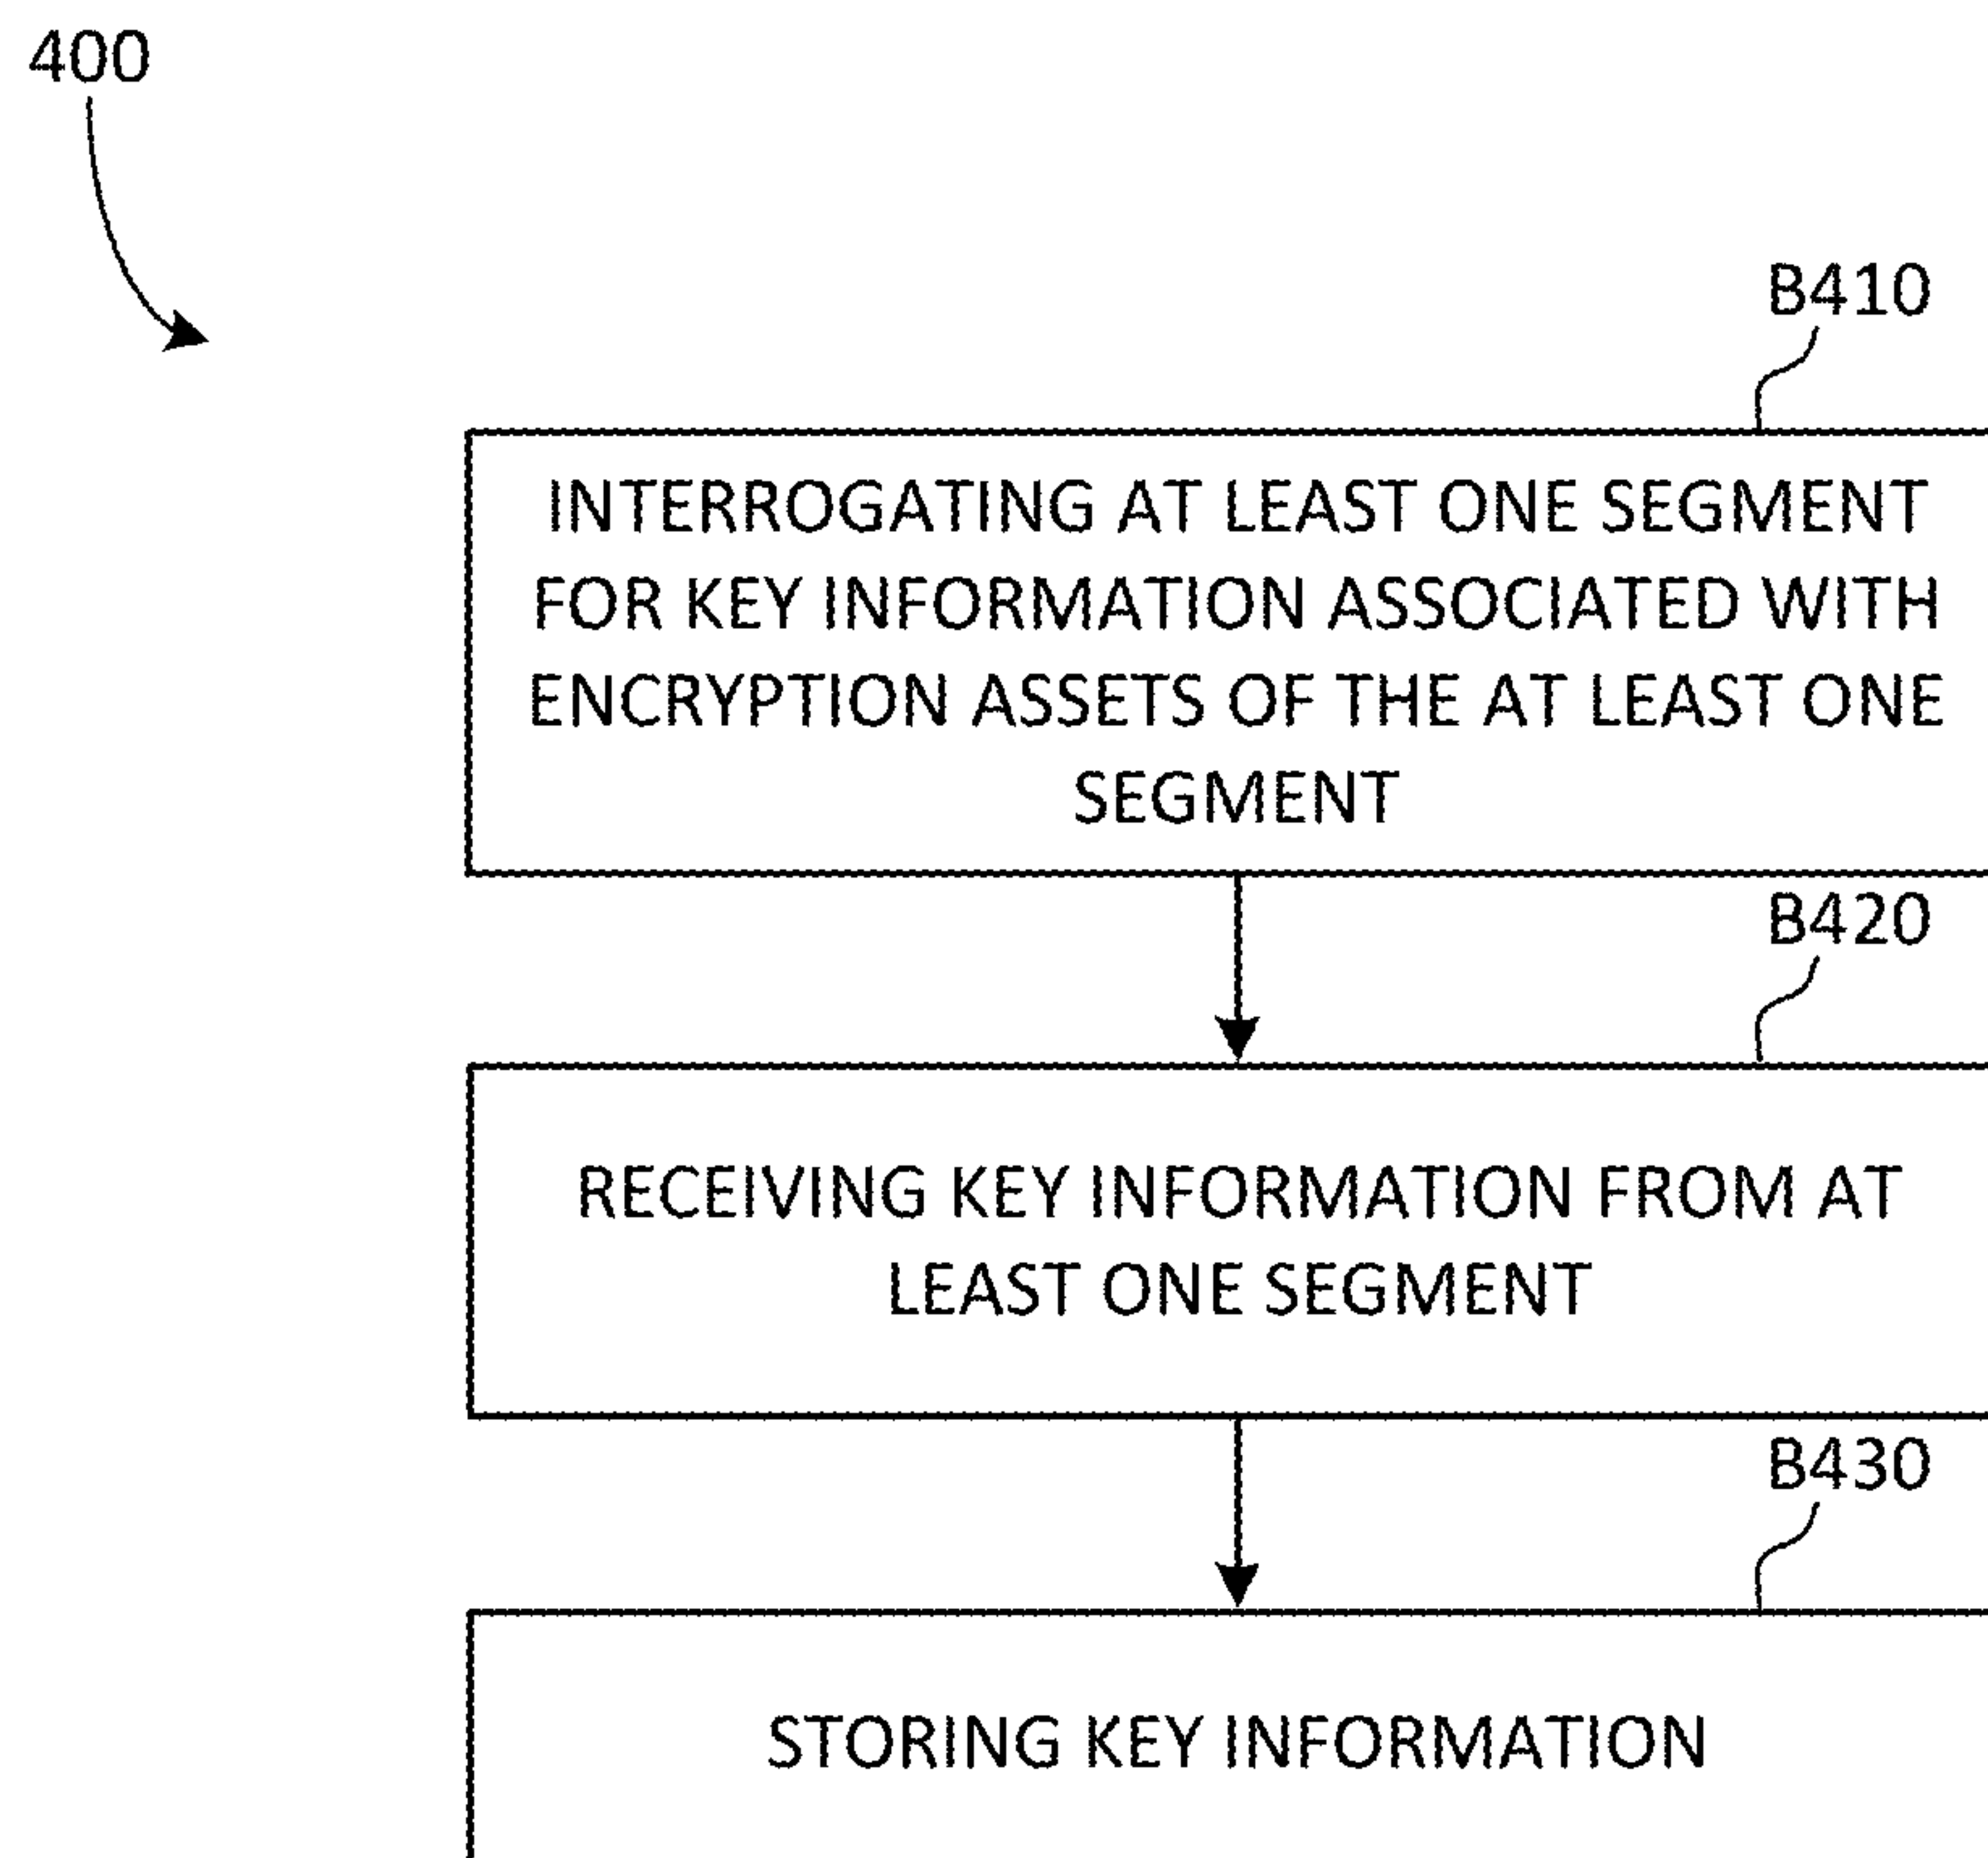 400
B410
INTERROGATING AT LEAST ONE SEGMENT
FOR KEY INFORMATION ASSOCIATED WITH
ENCRYPTION ASSETS OF THE AT LEAST ONE
SEGMENT
B420
RECEIVING KEY INFORMATION FROM AT
LEAST ONE SEGMENT
B430
STORING KEY INFORMATION